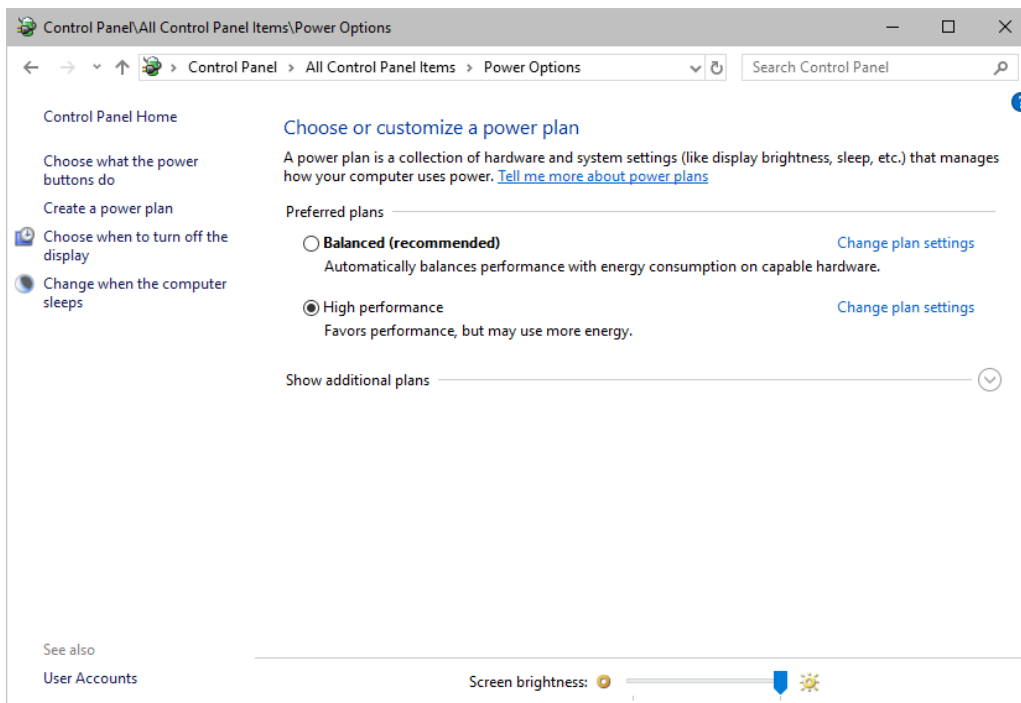 Control Panel\All Control Panel Items\Power Options
Control Panel > All Control Panel Items > Power Options
Search Control Panel
Control Panel Home
Choose what the power
buttons do
Create a power plan
Choose when to turn off the
display
Change when the computer
sleeps
Choose or customize a power plan
A power plan is a collection of hardware and system settings (like display brightness, sleep, etc.) that manages
how your computer uses power. Tell me more about power plans
Preferred plans
Balanced (recommended) Change plan settings
Automatically balances performance with energy consumption on capable hardware.
High performance Change plan settings
Favors performance, but may use more energy.
Show additional plans
See also
User Accounts
Screen brightness: